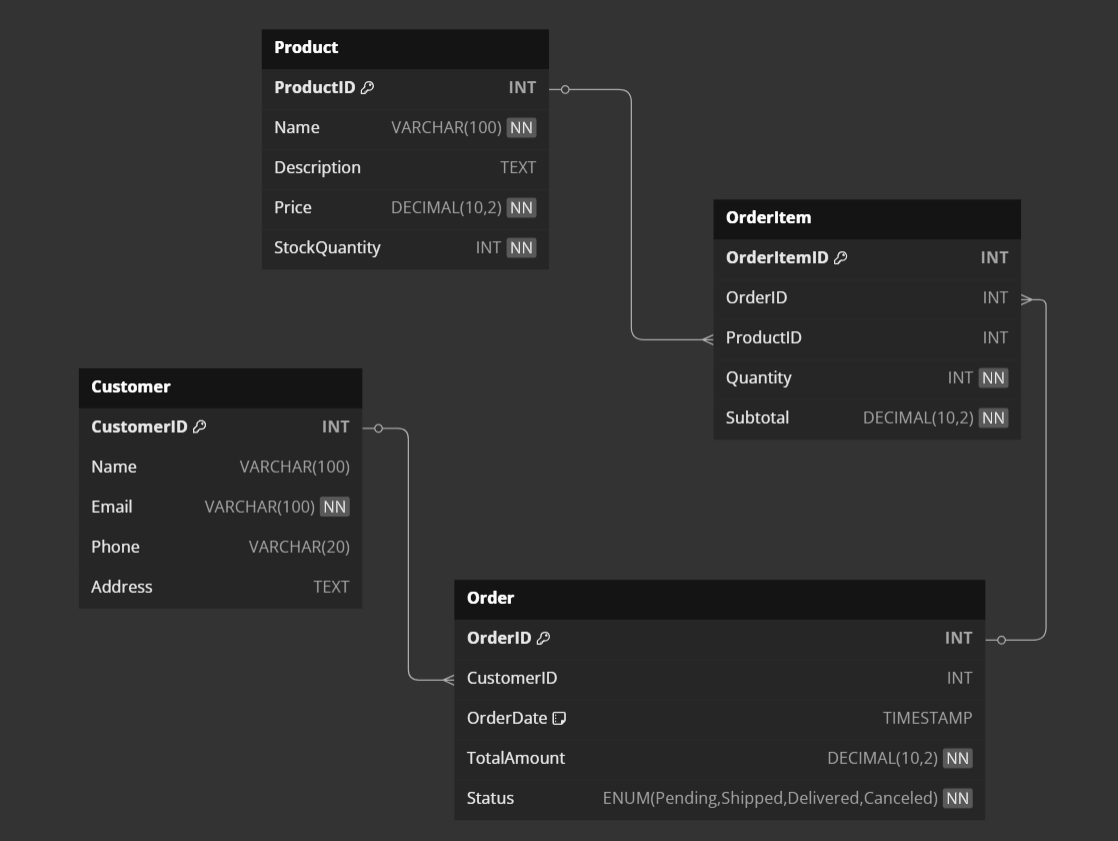 Product
ProductID INT
Name VARCHAR(100) NN
Description TEXT
Price DECIMAL(10,2) NN
StockQuantity INT NN
OrderItem
OrderItemID INT
OrderID INT
ProductID INT
Quantity INT NN
Subtotal DECIMAL(10,2) NN
Customer
CustomerID INT
Name VARCHAR(100)
Email VARCHAR(100) NN
Phone VARCHAR(20)
Address TEXT
Order
OrderID INT
CustomerID INT
OrderDate TIMESTAMP
TotalAmount DECIMAL(10,2) NN
Status ENUM(Pending,Shipped,Delivered,Canceled) NN